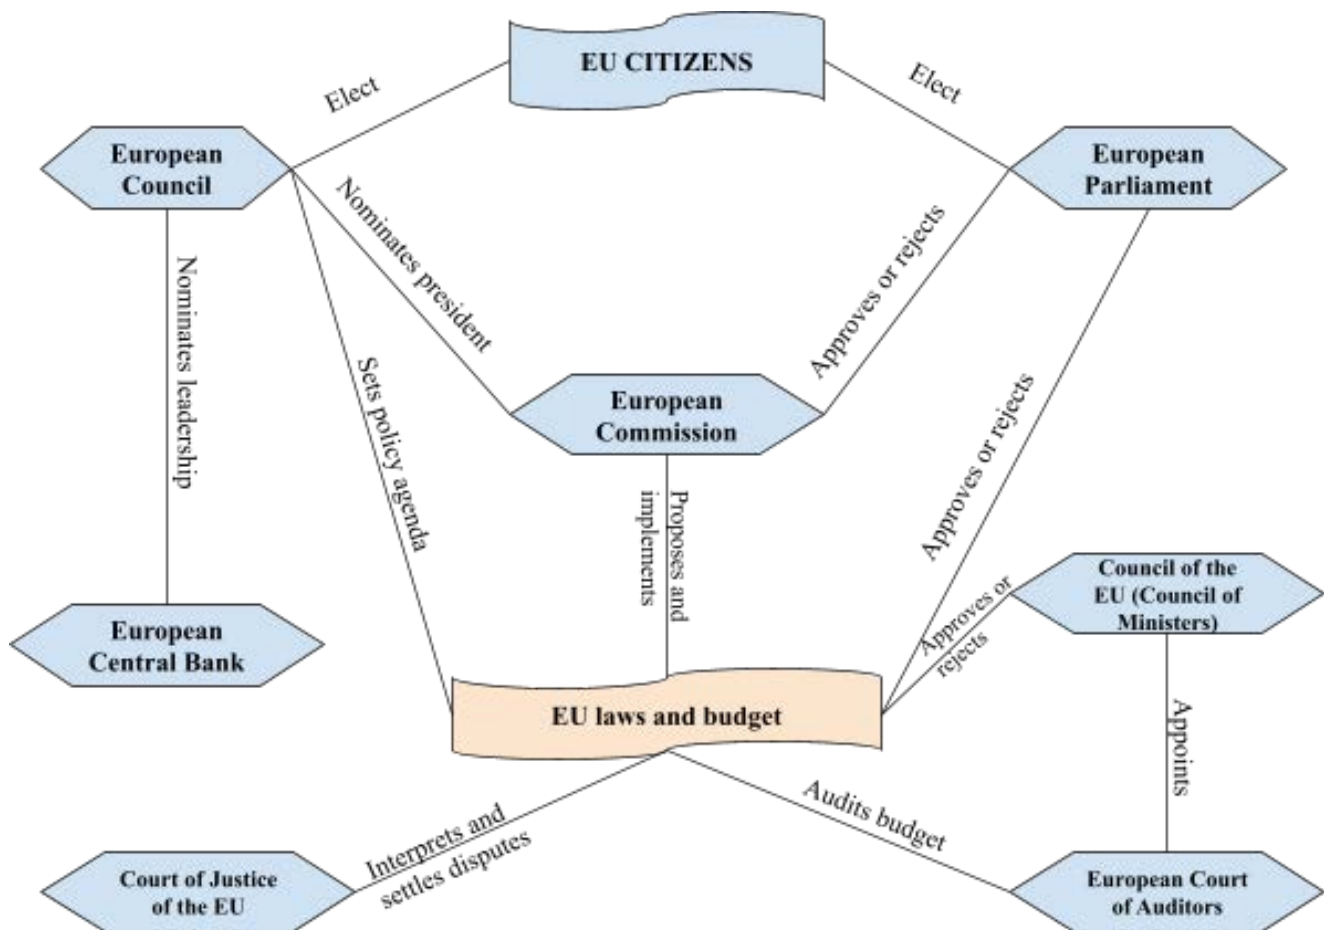 EU CITIZENS
Elect
Elect
European
Council
European
Parliament
Nominates president
Approves or rejects
Nominates leadership
Sets policy agenda
European
Commission
Approves or rejects
Proposes and
implements
Council of the
EU (Council of
Ministers)
Approves or
rejects
European
Central Bank
EU laws and budget
Appoints
Interprets and
settles disputes
Audits budget
Court of Justice
of the EU
European Court
of Auditors